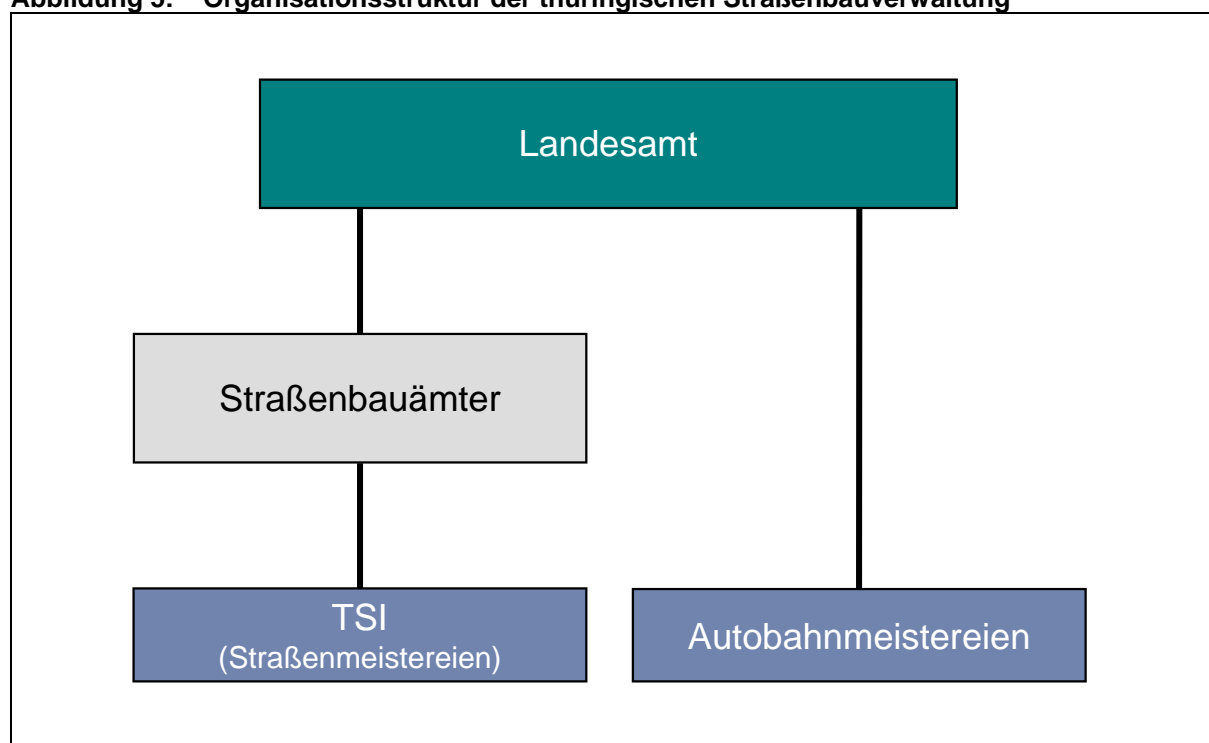 Abbildung 5: Organisationsstruktur der thüringischen Straßenbauverwaltung
Landesamt
Straßenbauämter
TSI
(Straßenmeistereien)
Autobahnmeistereien